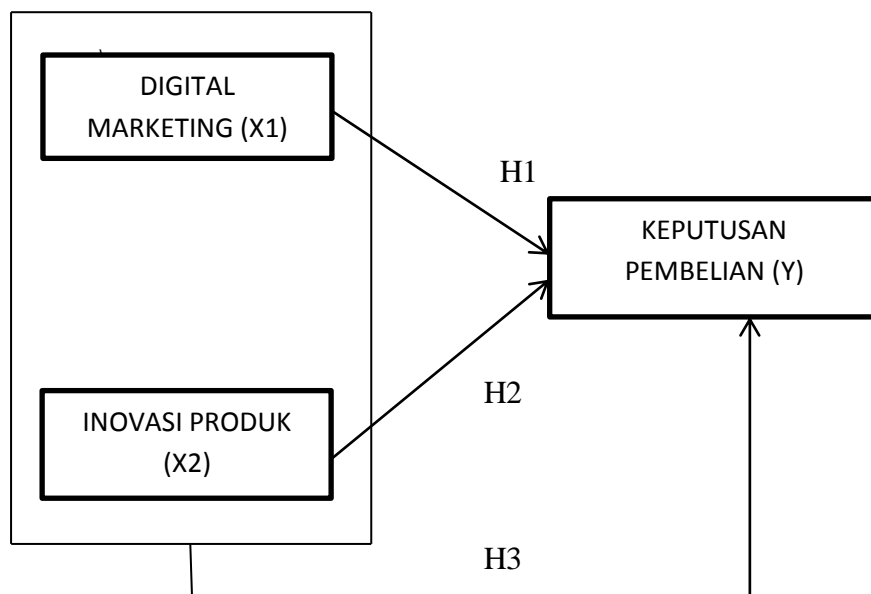 DIGITAL
MARKETING (X1)
H1
KEPUTUSAN
PEMBELIAN (Y)
H2
INOVASI PRODUK
(X2)
H3